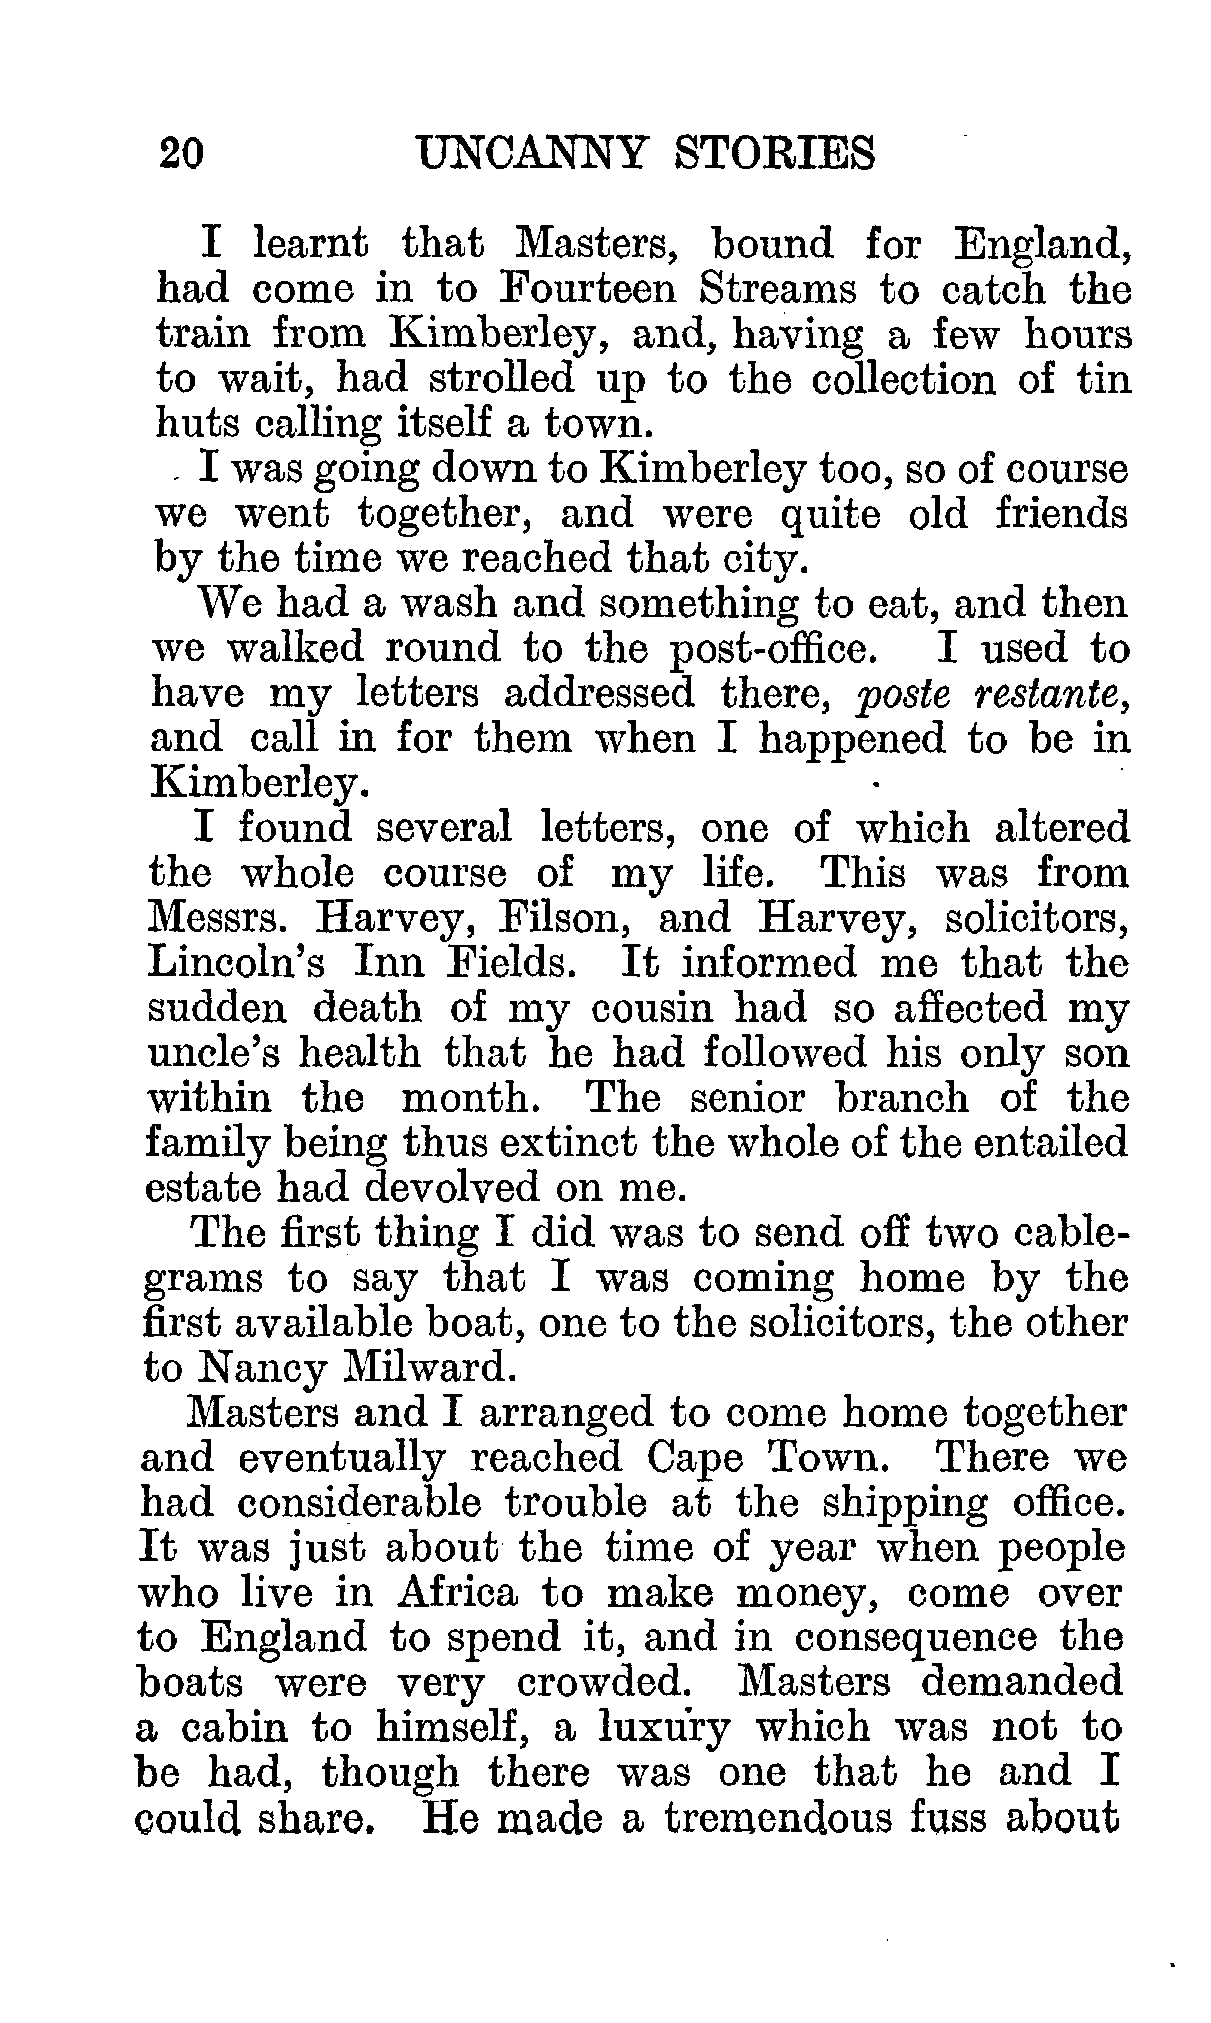 20 UNCANNY STORIES
I learnt that Masters, bound for England,
had come in to Fourteen Streams to catch the
train from Kimberley, and, having a few hours
to wait, had strolled up to the collection of tin
huts calling itself a town.
I was going down to Kimberley too, so of course
we went together, and were quite old friends
by the time we reached that city.
We had a wash and something to eat, and then
we walked round to the post-office. I used to
have my letters addressed there, poste restante,
and call in for them when I happened to be in
Kimberley.
I found several letters, one of which altered
the whole course of my life. This was from
Messrs. Harvey, Filson, and Harvey, solicitors,
Lincoln's Inn Fields. It informed me that the
sudden death of my cousin had so affected my
uncle's health that he had followed his only son
within the month. The senior branch of the
family being thus extinct the whole of the entailed
estate had devolved on me.
The first thing I did was to send off two cable-
grams to say that I was coming home by the
first available boat, one to the solicitors, the other
to Nancy Milward.
Masters and I arranged to come home together
and eventually reached Cape Town. There we
had considerable trouble at the shipping office.
It was just about the time of year when people
who live in Africa to make money, come over
to England to spend it, and in consequence the
boats were very crowded. Masters demanded
a cabin to himself, a luxury which was not to
be had, though there was one that he and I
could share. He made a tremendous fuss about